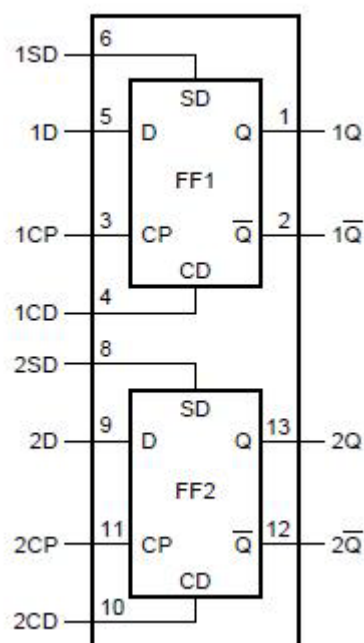 6
1SD
SD
1D 5 D Q 1 1Q
FF1
1CP 3 CP Q̅ 2 1Q̅
CD
4
1CD
8
2SD
SD
2D 9 D Q 13 2Q
FF2
2CP 11 CP Q̅ 12 2Q̅
CD
10
2CD